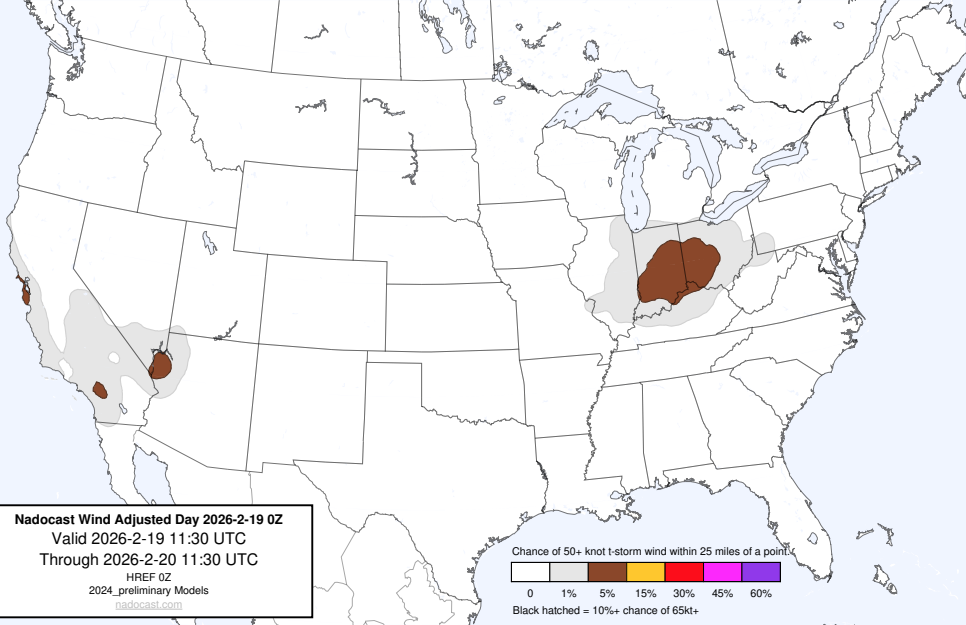 Nadocast Wind Adjusted Day 2026-2-19 0Z
Valid 2026-2-19 11:30 UTC
Through 2026-2-20 11:30 UTC
HREF 0Z
2024_preliminary Models
nadocast.com
Chance of 50+ knot t-storm wind within 25 miles of a point.
0 1% 5% 15% 30% 45% 60%
Black hatched = 10%+ chance of 65kt+